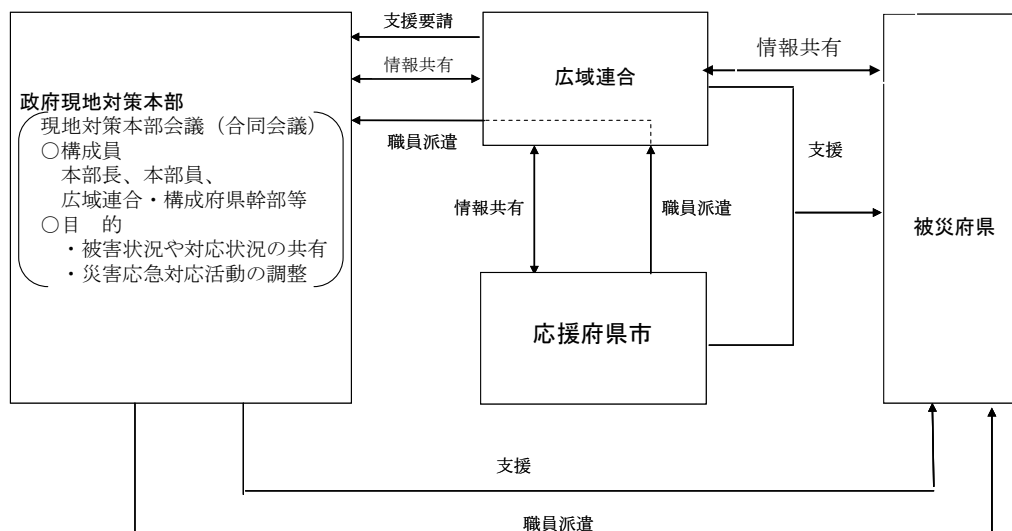 支援要請
情報共有
政府現地対策本部
現地対策本部会議（合同会議）
○構成員
本部長、本部員、
広域連合・構成府県幹部等
○目　的
・被害状況や対応状況の共有
・災害応急対応活動の調整
職員派遣
広域連合
情報共有
支援
情報共有
職員派遣
応援府県市
被災府県
支援
職員派遣